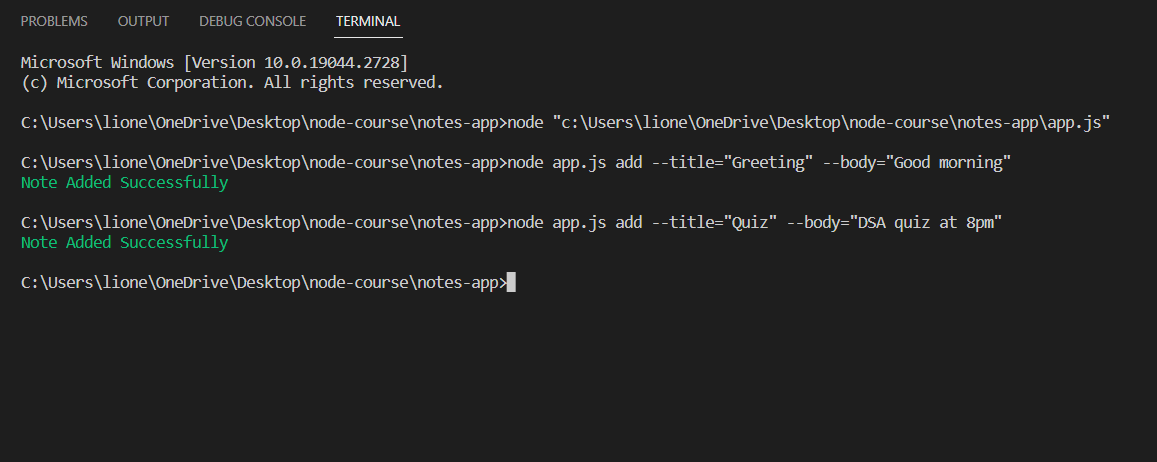 PROBLEMS OUTPUT DEBUG CONSOLE TERMINAL
Microsoft Windows [Version 10.0.19044.2728]
(c) Microsoft Corporation. All rights reserved.
C:\Users\lione\OneDrive\Desktop\node-course\notes-app>node "c:\Users\lione\OneDrive\Desktop\node-course\notes-app\app.js"
C:\Users\lione\OneDrive\Desktop\node-course\notes-app>node app.js add --title="Greeting" --body="Good morning"
Note Added Successfully
C:\Users\lione\OneDrive\Desktop\node-course\notes-app>node app.js add --title="Quiz" --body="DSA quiz at 8pm"
Note Added Successfully
C:\Users\lione\OneDrive\Desktop\node-course\notes-app>